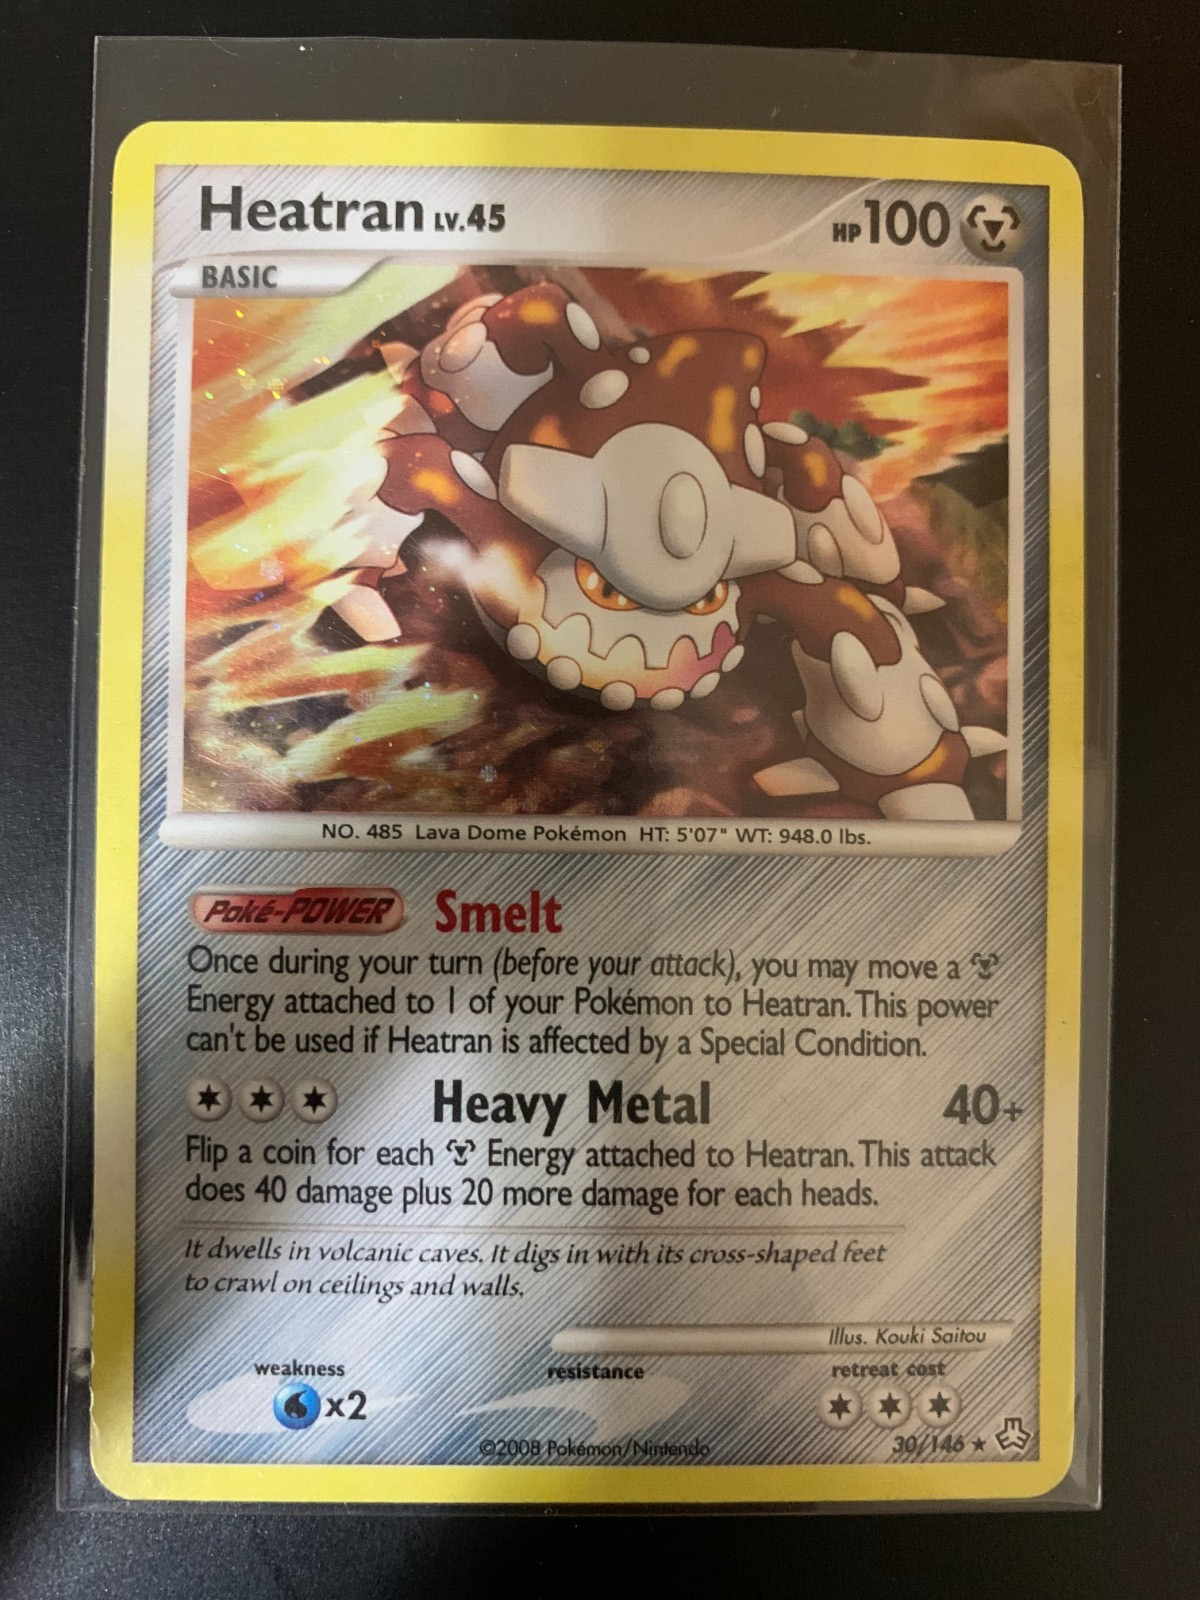 Heatran LV.45
HP 100
BASIC
NO. 485 Lava Dome Pokémon HT: 5'07" WT: 948.0 lbs.
Poké-POWER Smelt
Once during your turn (before your attack), you may move a
Energy attached to 1 of your Pokémon to Heatran. This power
can't be used if Heatran is affected by a Special Condition.
Heavy Metal 40+
Flip a coin for each Energy attached to Heatran. This attack
does 40 damage plus 20 more damage for each heads.
It dwells in volcanic caves. It digs in with its cross-shaped feet
to crawl on ceilings and walls.
Illus. Kouki Saitou
weakness resistance retreat cost
x2
©2008 Pokémon/Nintendo 30/146 ★